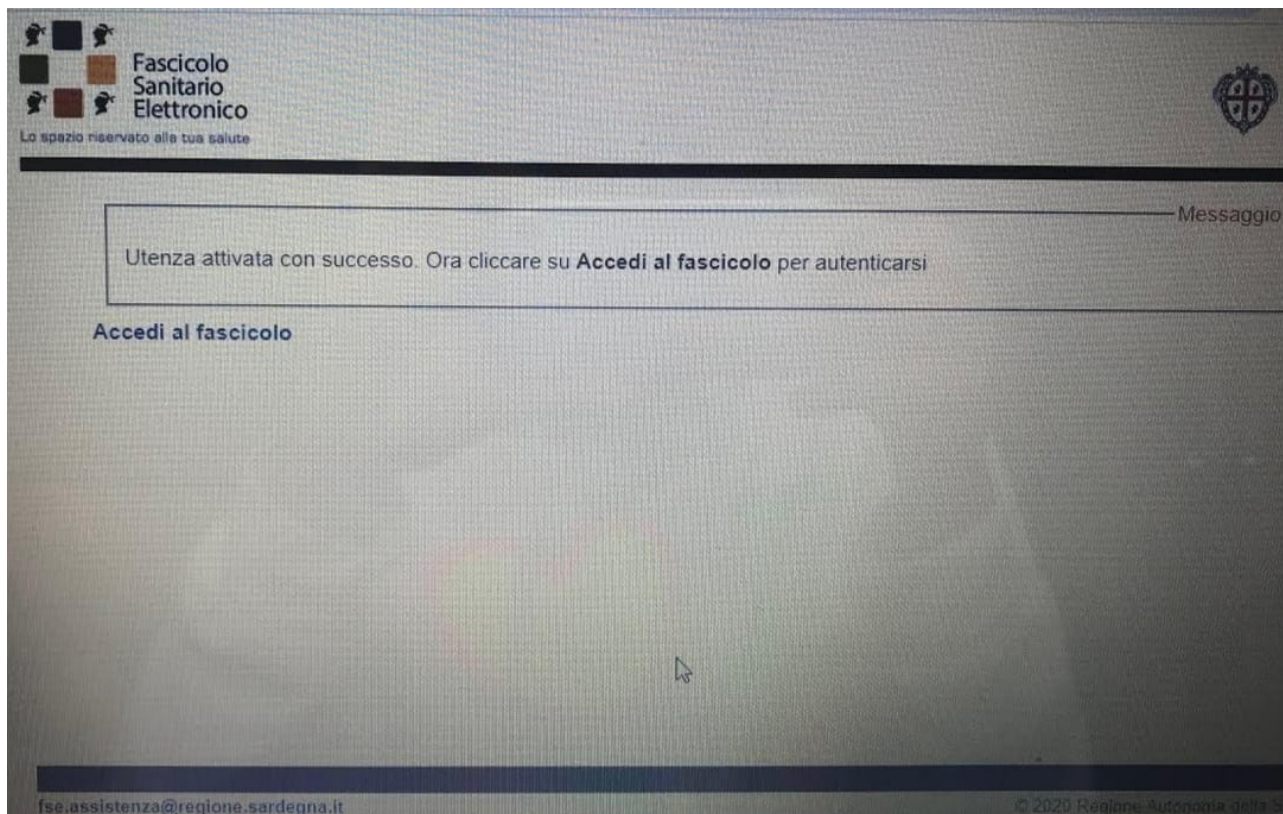 Fascicolo
Sanitario
Elettronico
Lo spazio riservato alla tua salute
Messaggio
Utenza attivata con successo. Ora cliccare su Accedi al fascicolo per autenticarsi
Accedi al fascicolo
fse.assistenza@regione.sardegna.it
© 2020 Regione Autonoma della S